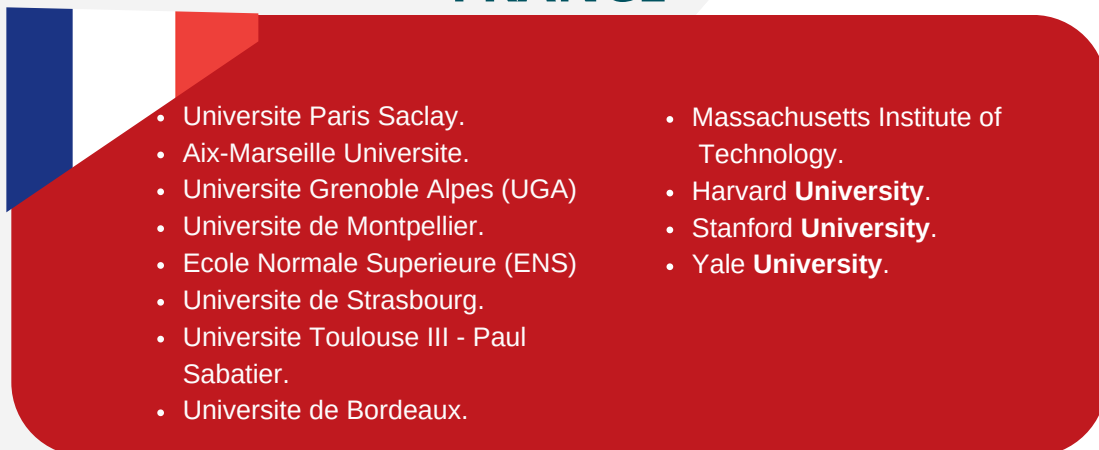 FRANCE
• Universite Paris Saclay.
• Aix-Marseille Universite.
• Universite Grenoble Alpes (UGA)
• Universite de Montpellier.
• Ecole Normale Superieure (ENS)
• Universite de Strasbourg.
• Universite Toulouse III - Paul
Sabatier.
• Universite de Bordeaux.
• Massachusetts Institute of
Technology.
• Harvard University.
• Stanford University.
• Yale University.